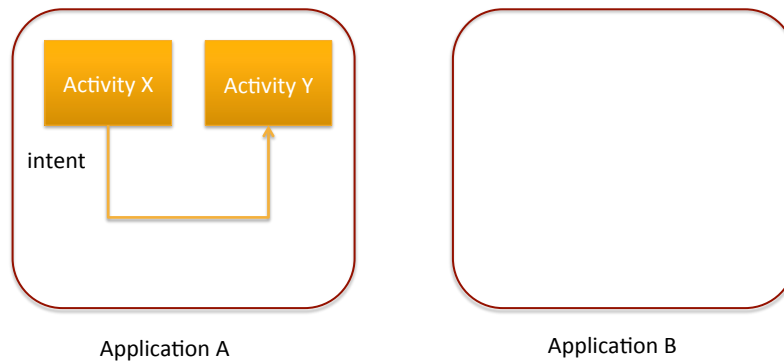 Activity X
Activity Y
intent
Application A
Application B